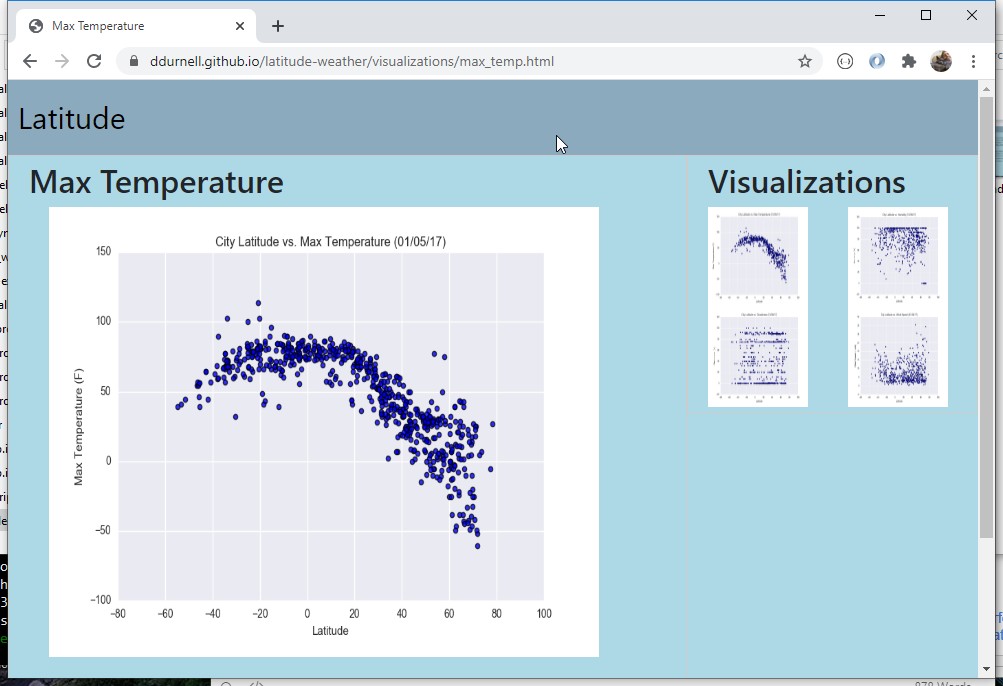 Max Temperature
ddurnell.github.io/latitude-weather/visualizations/max_temp.html
Latitude
Max Temperature
Visualizations
City Latitude vs. Max Temperature (01/05/17)
150
100
50
0
−50
−100
Max Temperature (F)
−80 −60 −40 −20 0 20 40 60 80 100
Latitude
878 Words